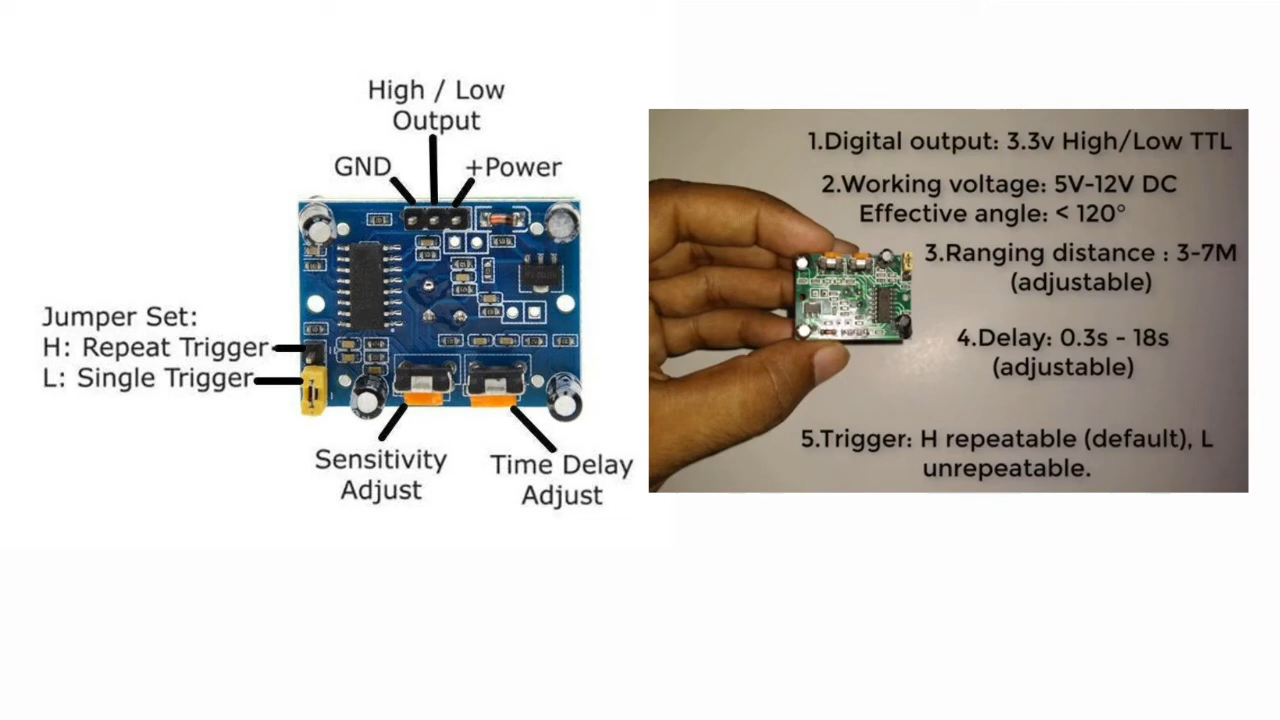 High / Low
Output
GND
+Power
Jumper Set:
H: Repeat Trigger
L: Single Trigger
Sensitivity
Adjust
Time Delay
Adjust
1.Digital output: 3.3v High/Low TTL
2.Working voltage: 5V-12V DC
Effective angle: < 120°
3.Ranging distance : 3-7M
(adjustable)
4.Delay: 0.3s - 18s
(adjustable)
5.Trigger: H repeatable (default), L
unrepeatable.